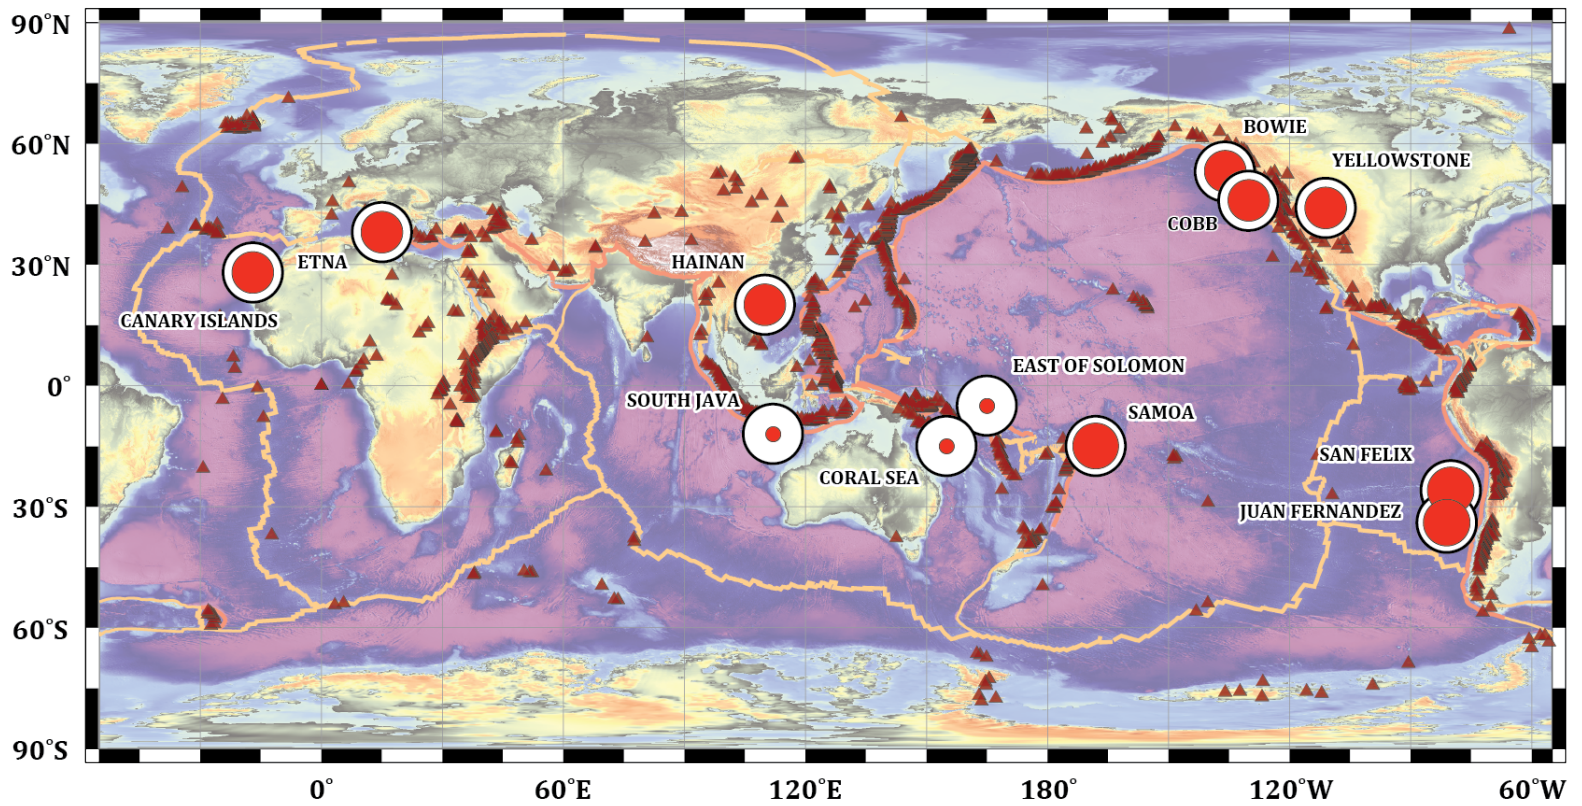 90°N
BOWIE
60°N
YELLOWSTONE
COBB
30°N
ETNA
HAINAN
CANARY ISLANDS
EAST OF SOLOMON
0°
SOUTH JAVA
SAMOA
SAN FELIX
CORAL SEA
30°S
JUAN FERNANDEZ
60°S
90°S
0° 60°E 120°E 180° 120°W 60°W